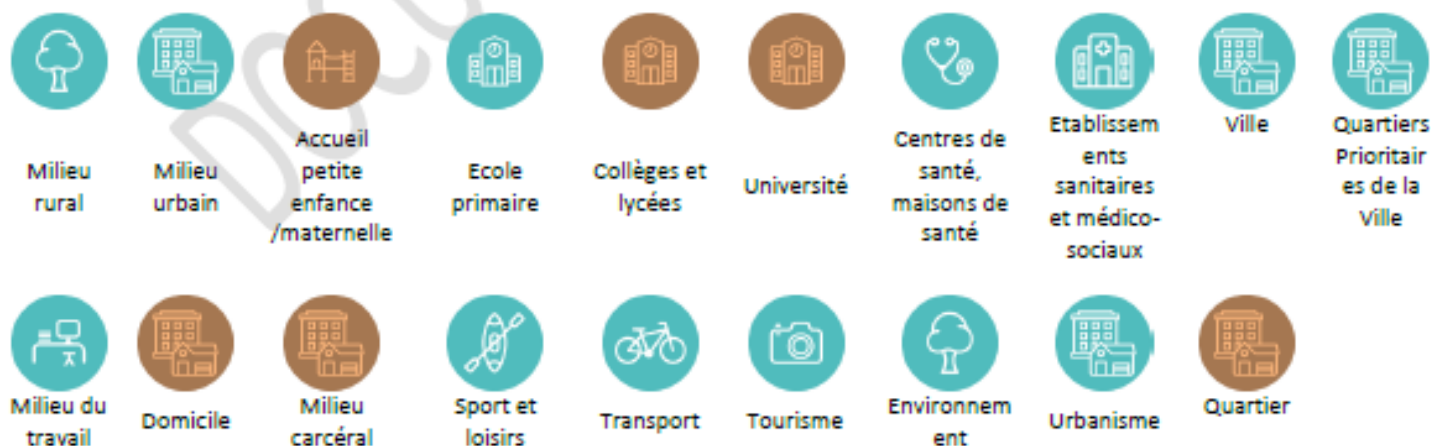 DOCU
Milieu
rural
Milieu
urbain
Accueil
petite
enfance
/maternelle
Ecole
primaire
Collèges et
lycées
Université
Centres de
santé,
maisons de
santé
Etablissem
ents
sanitaires
et médico-
sociaux
Ville
Quartiers
Prioritair
es de la
Ville
Milieu du
travail
Domicile
Milieu
carcéral
Sport et
loisirs
Transport
Tourisme
Environnem
ent
Urbanisme
Quartier